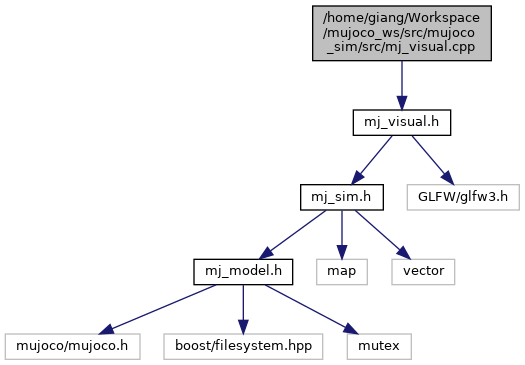 /home/giang/Workspace
/mujoco_ws/src/mujoco
_sim/src/mj_visual.cpp
mj_visual.h
mj_sim.h
GLFW/glfw3.h
mj_model.h
map
vector
mujoco/mujoco.h
boost/filesystem.hpp
mutex